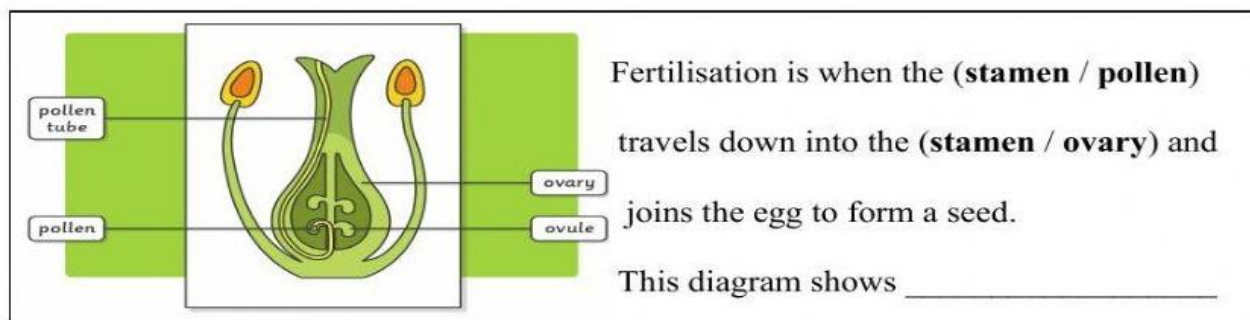 pollen
tube
pollen
ovary
ovule
Fertilisation is when the (stamen / pollen)
travels down into the (stamen / ovary) and
joins the egg to form a seed.
This diagram shows ____________________